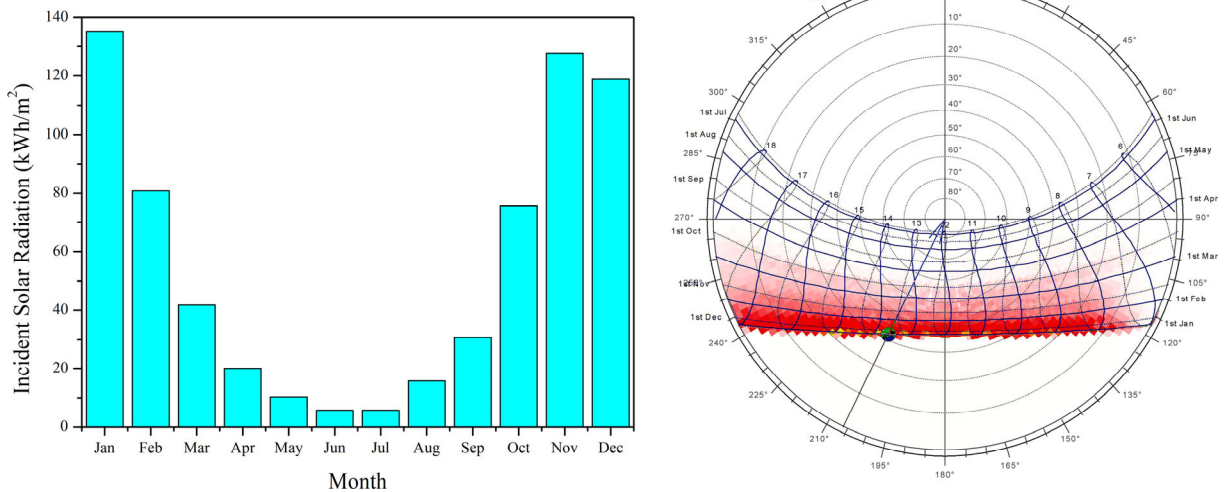 140
120
100
80
60
40
20
0
Incident Solar Radiation (kWh/m²)
Jan Feb Mar Apr May Jun Jul Aug Sep Oct Nov Dec
Month
10°
20°
30°
40°
50°
60°
70°
80°
315°
45°
300°
60°
1st Jul
1st Jun
1st Aug
1st May
285°
1st Sep
1st Apr
270°
90°
1st Oct
1st Mar
105°
1st Feb
1st Dec
1st Jan
240°
120°
225°
135°
210°
150°
195°
165°
180°
18 17 16 15 14 13 11 10 9 8 7 6